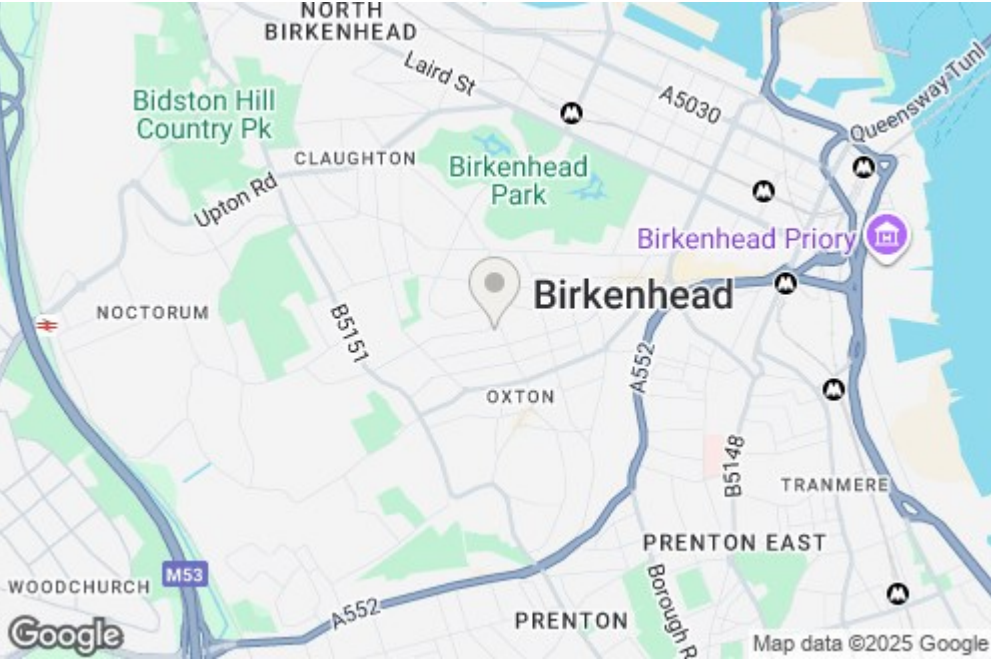 NORTH
BIRKENHEAD
Laird St
A5030
Queensway Tunl
Bidston Hill
Country Pk
CLAUGHTON
Birkenhead
Park
Upton Rd
Birkenhead Priory
H
NOCTORUM
B5151
Birkenhead
A552
OXTON
B5148
TRANMERE
PRENTON EAST
M53
WOODCHURCH
A552
PRENTON
Borough R
Google
Map data ©2025 Google